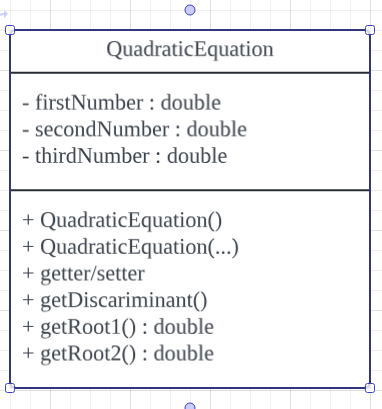 QuadraticEquation
- firstNumber : double
- secondNumber : double
- thirdNumber : double
+ QuadraticEquation()
+ QuadraticEquation(...)
+ getter/setter
+ getDiscariminant()
+ getRoot1() : double
+ getRoot2() : double